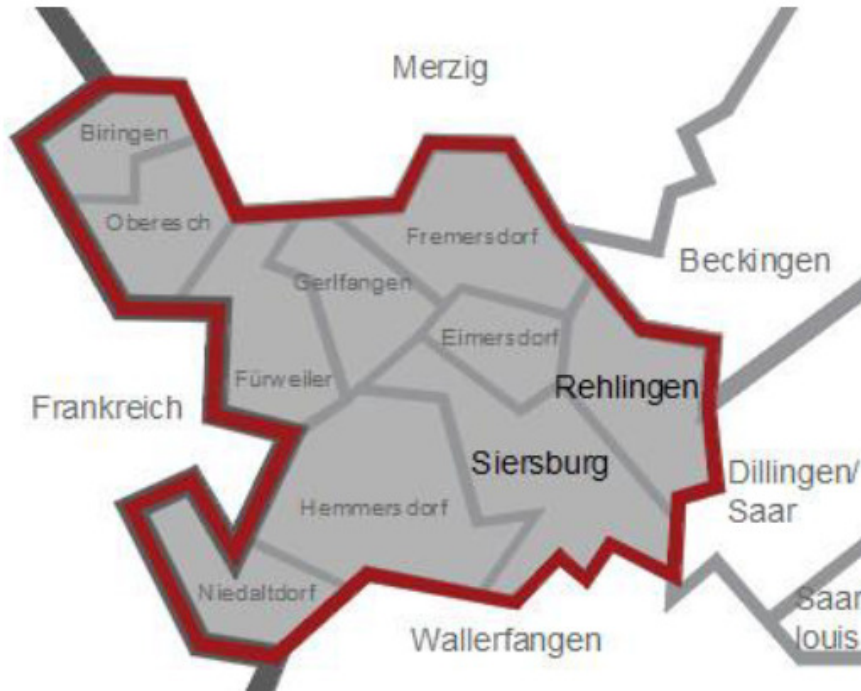 Merzig
Biringen
Oberesch
Fremersdorf
Beckingen
Gerlfangen
Eimersdorf
Fürweiler
Rehlingen
Frankreich
Siersburg
Dillingen/
Saar
Hemmersdorf
Niedaltdorf
Saar
louis
Wallerfangen